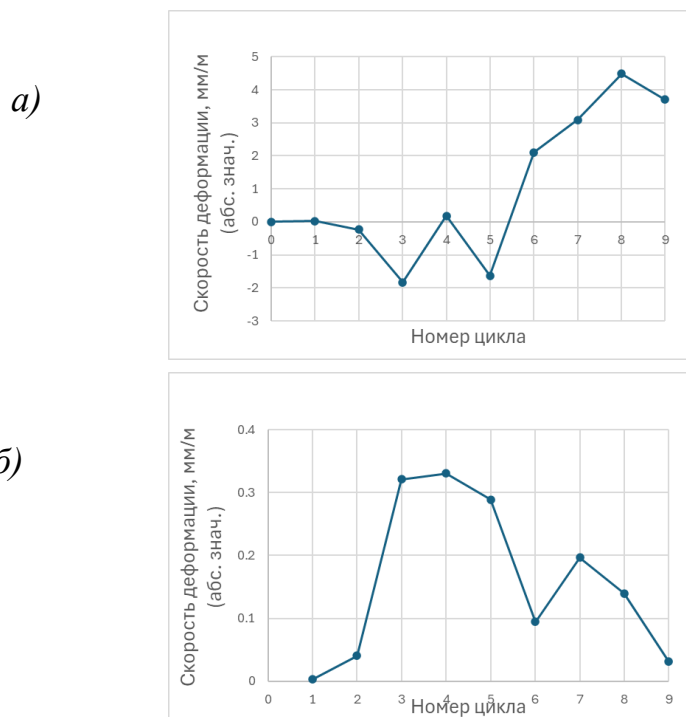 а)
Скорость деформации, мм/м
(абс. знач.)
5
4
3
2
1
0
-1
-2
-3
0 1 2 3 4 5 6 7 8 9
Номер цикла
б)
Скорость деформации, мм/м
(абс. знач.)
0.4
0.3
0.2
0.1
0
0 1 2 3 4 5 6 7 8 9
Номер цикла